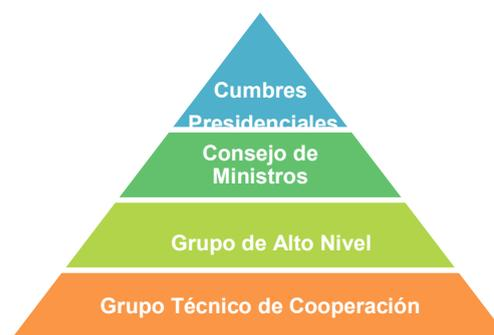 Cumbres
Presidenciales
Consejo de
Ministros
Grupo de Alto Nivel
Grupo Técnico de Cooperación